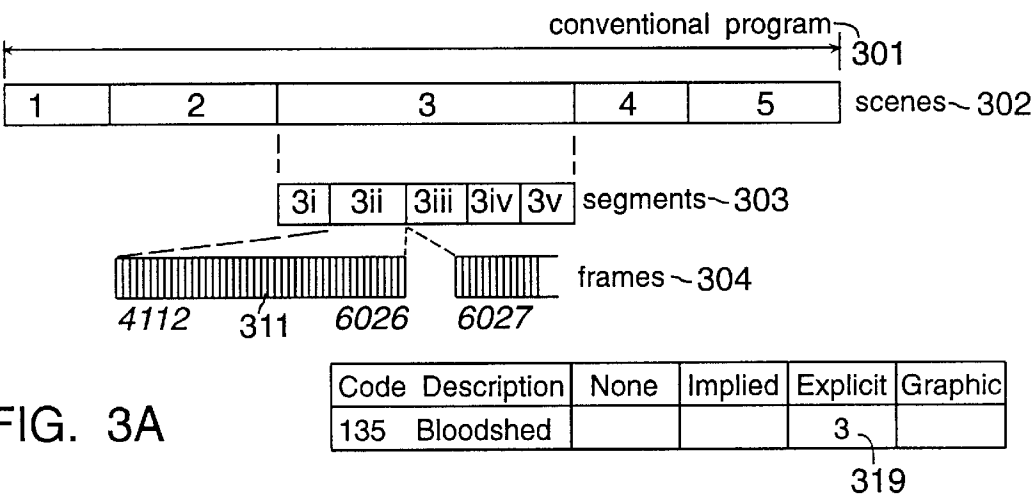 conventional program
301
1 2 3 4 5 scenes 302
3i 3ii 3iii 3iv 3v segments 303
frames 304
4112 311 6026 6027
Code Description None Implied Explicit Graphic
135 Bloodshed 3
319
FIG. 3A